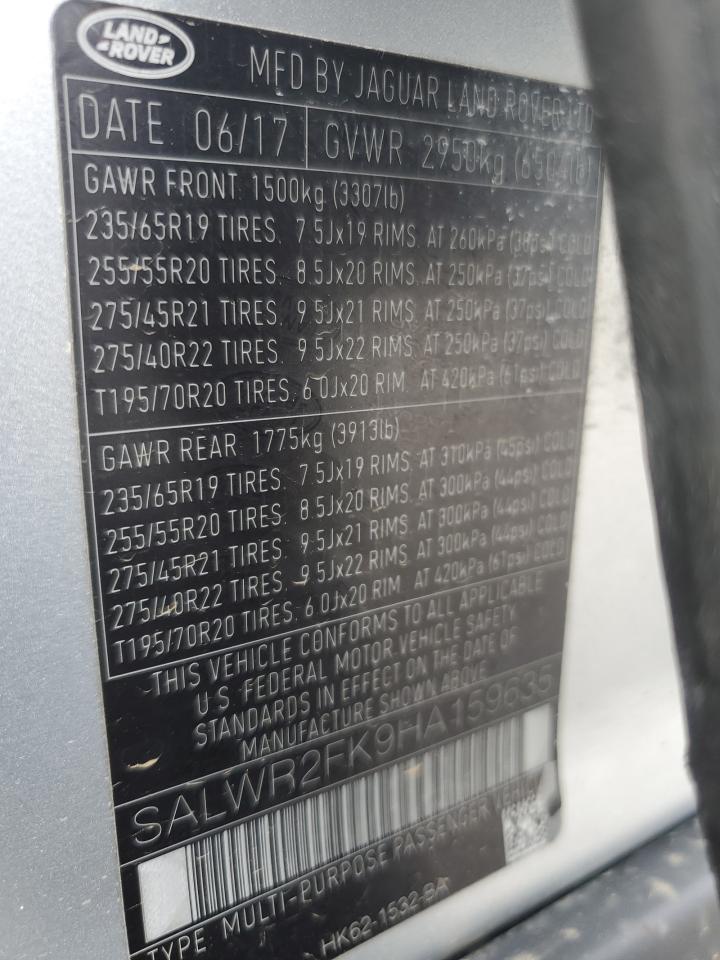 LAND ROVER
MFD BY JAGUAR LAND ROVER LTD
DATE 06/17 GVWR 2950kg (6504lb)
GAWR FRONT 1500kg (3307lb)
235/65R19 TIRES. 7.5Jx19 RIMS. AT 260kPa (38psi) COLD
255/55R20 TIRES. 8.5Jx20 RIMS. AT 250kPa (37psi) COLD
275/45R21 TIRES. 9.5Jx21 RIMS. AT 250kPa (37psi) COLD
275/40R22 TIRES. 9.5Jx22 RIMS. AT 250kPa (37psi) COLD
T195/70R20 TIRES. 6.0Jx20 RIM. AT 420kPa (61psi) COLD
GAWR REAR 1775kg (3913lb)
235/65R19 TIRES. 7.5Jx19 RIMS. AT 310kPa (45psi) COLD
255/55R20 TIRES. 8.5Jx20 RIMS. AT 300kPa (44psi) COLD
275/45R21 TIRES. 9.5Jx21 RIMS. AT 300kPa (44psi) COLD
275/40R22 TIRES. 9.5Jx22 RIMS. AT 300kPa (44psi) COLD
T195/70R20 TIRES. 6.0Jx20 RIM. AT 420kPa (61psi) COLD
THIS VEHICLE CONFORMS TO ALL APPLICABLE
U.S. FEDERAL MOTOR VEHICLE SAFETY
STANDARDS IN EFFECT ON THE DATE OF
MANUFACTURE SHOWN ABOVE
SALWR2FK9HA159635
TYPE MULTI-PURPOSE PASSENGER VEHICLE
HK62-1532-BA